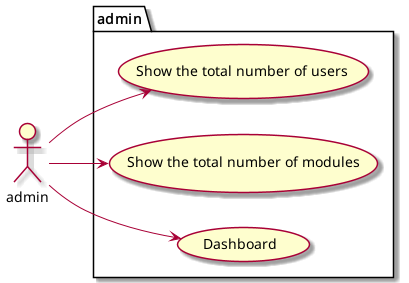 admin
Show the total number of users
Show the total number of modules
admin
Dashboard